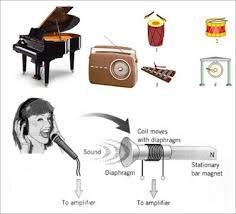 1
2
3
4
Coil moves
with diaphragm
Sound
Diaphragm
N
Stationary
bar magnet
To amplifier
To amplifier